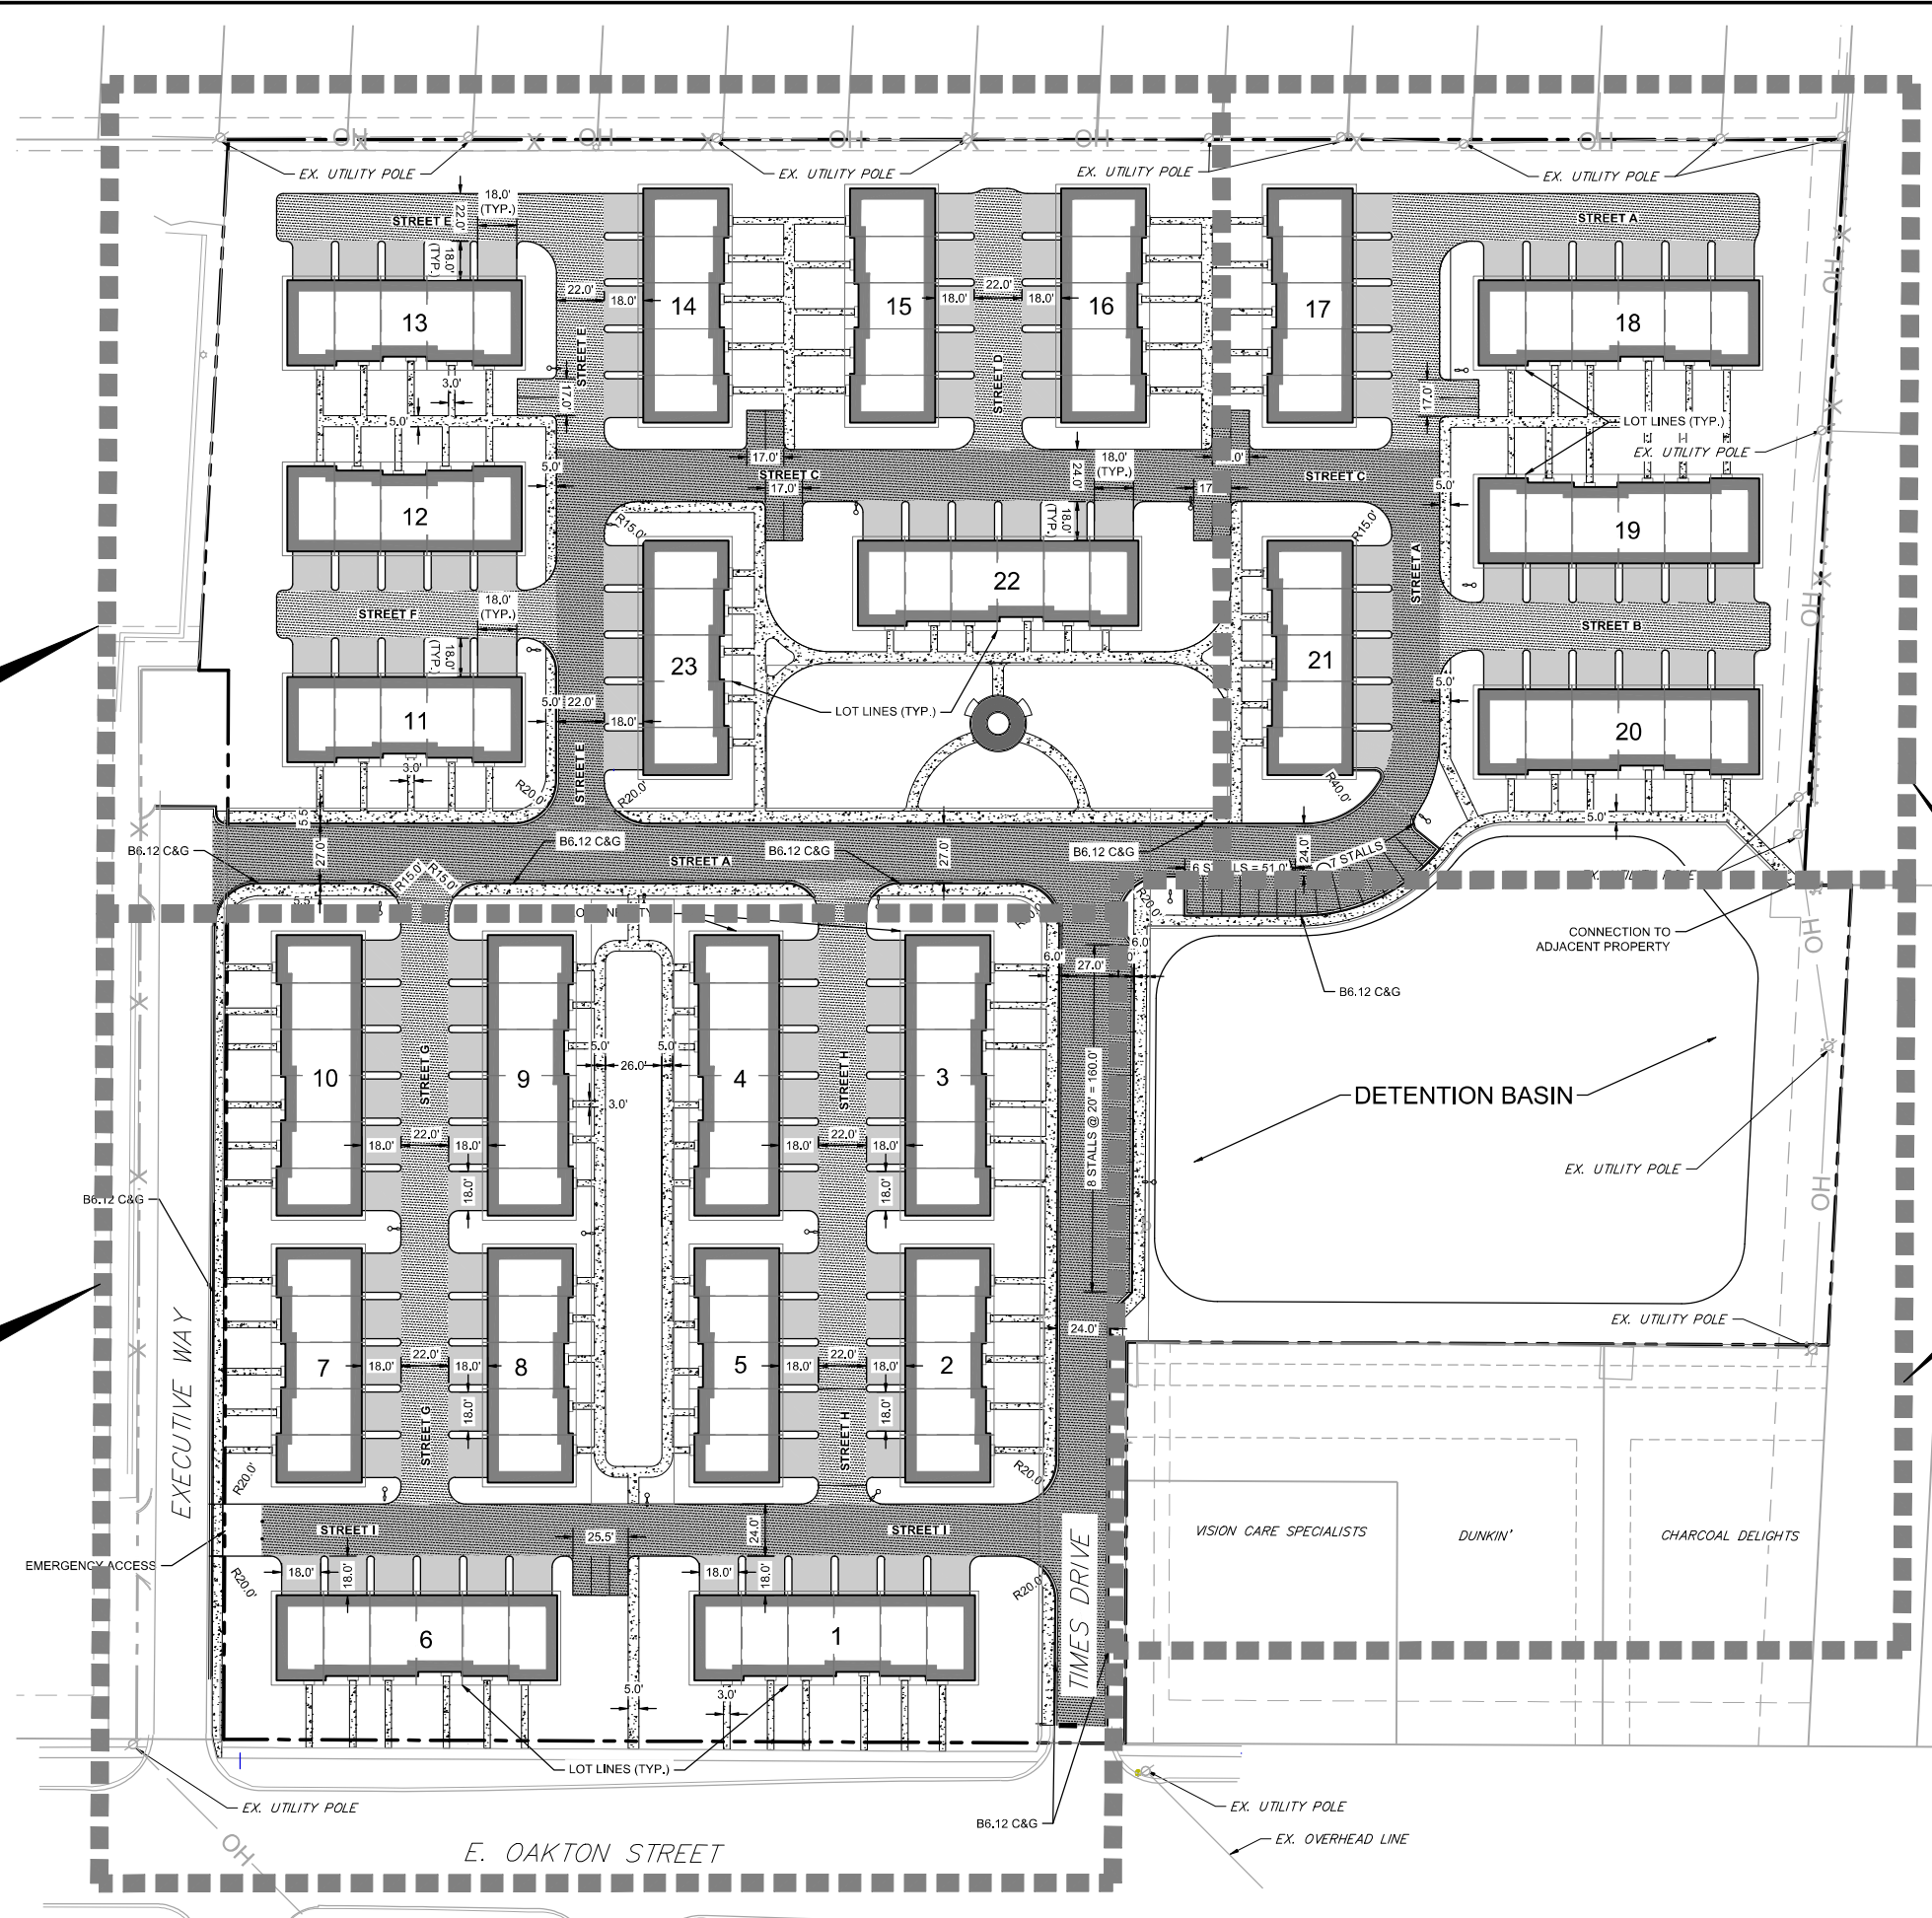 OH
X
OH
X
OH
X
OH
X
OH
EX. UTILITY POLE
EX. UTILITY POLE
EX. UTILITY POLE
EX. UTILITY POLE
STREET E
22.0'
18.0'
(TYP.)
18.0'
(TYP.)
STREET A
13
22.0'
18.0'
14
15
18.0'
22.0'
18.0'
16
17
18
STREET E
STREET D
3.0'
17.0'
17.0'
5.0'
LOT LINES (TYP.)
EX. UTILITY POLE
5.0'
17.0'
STREET C
17.0'
24.0'
18.0'
(TYP.)
STREET C
5.0'
12
R15.0'
18.0'
(TYP.)
R15.0'
19
STREET A
22
STREET F
18.0'
(TYP.)
18.0'
(TYP.)
STREET B
23
21
5.0'
11
5.0'
22.0'
18.0'
LOT LINES (TYP.)
20
STREET E
3.0'
R20.0'
R20.0'
R40.0'
5.5'
27.0'
5.0'
B6.12 C&G
B6.12 C&G
B6.12 C&G
B6.12 C&G
STREET A
27.0'
24.0'
7 STALLS
R15.0'
R15.0'
5.5'
R20.0'
CONNECTION TO
ADJACENT PROPERTY
6.0'
27.0'
6.0'
B6.12 C&G
OH
10
STREET G
9
5.0'
26.0'
5.0'
3.0'
4
STREET H
3
8 STALLS @ 20' = 160.0'
DETENTION BASIN
18.0'
22.0'
18.0'
18.0'
22.0'
18.0'
18.0'
18.0'
EX. UTILITY POLE
OH
B6.12 C&G
EXECUTIVE WAY
7
18.0'
22.0'
18.0'
8
5
18.0'
22.0'
18.0'
2
24.0'
EX. UTILITY POLE
18.0'
18.0'
STREET G
STREET H
R20.0'
R20.0'
STREET I
25.5'
24.0'
STREET I
VISION CARE SPECIALISTS
DUNKIN'
CHARCOAL DELIGHTS
EMERGENCY ACCESS
18.0'
18.0'
18.0'
18.0'
R20.0'
R20.0'
TIMES DRIVE
6
1
5.0'
3.0'
LOT LINES (TYP.)
EX. UTILITY POLE
EX. UTILITY POLE
B6.12 C&G
EX. OVERHEAD LINE
OH
E. OAKTON STREET